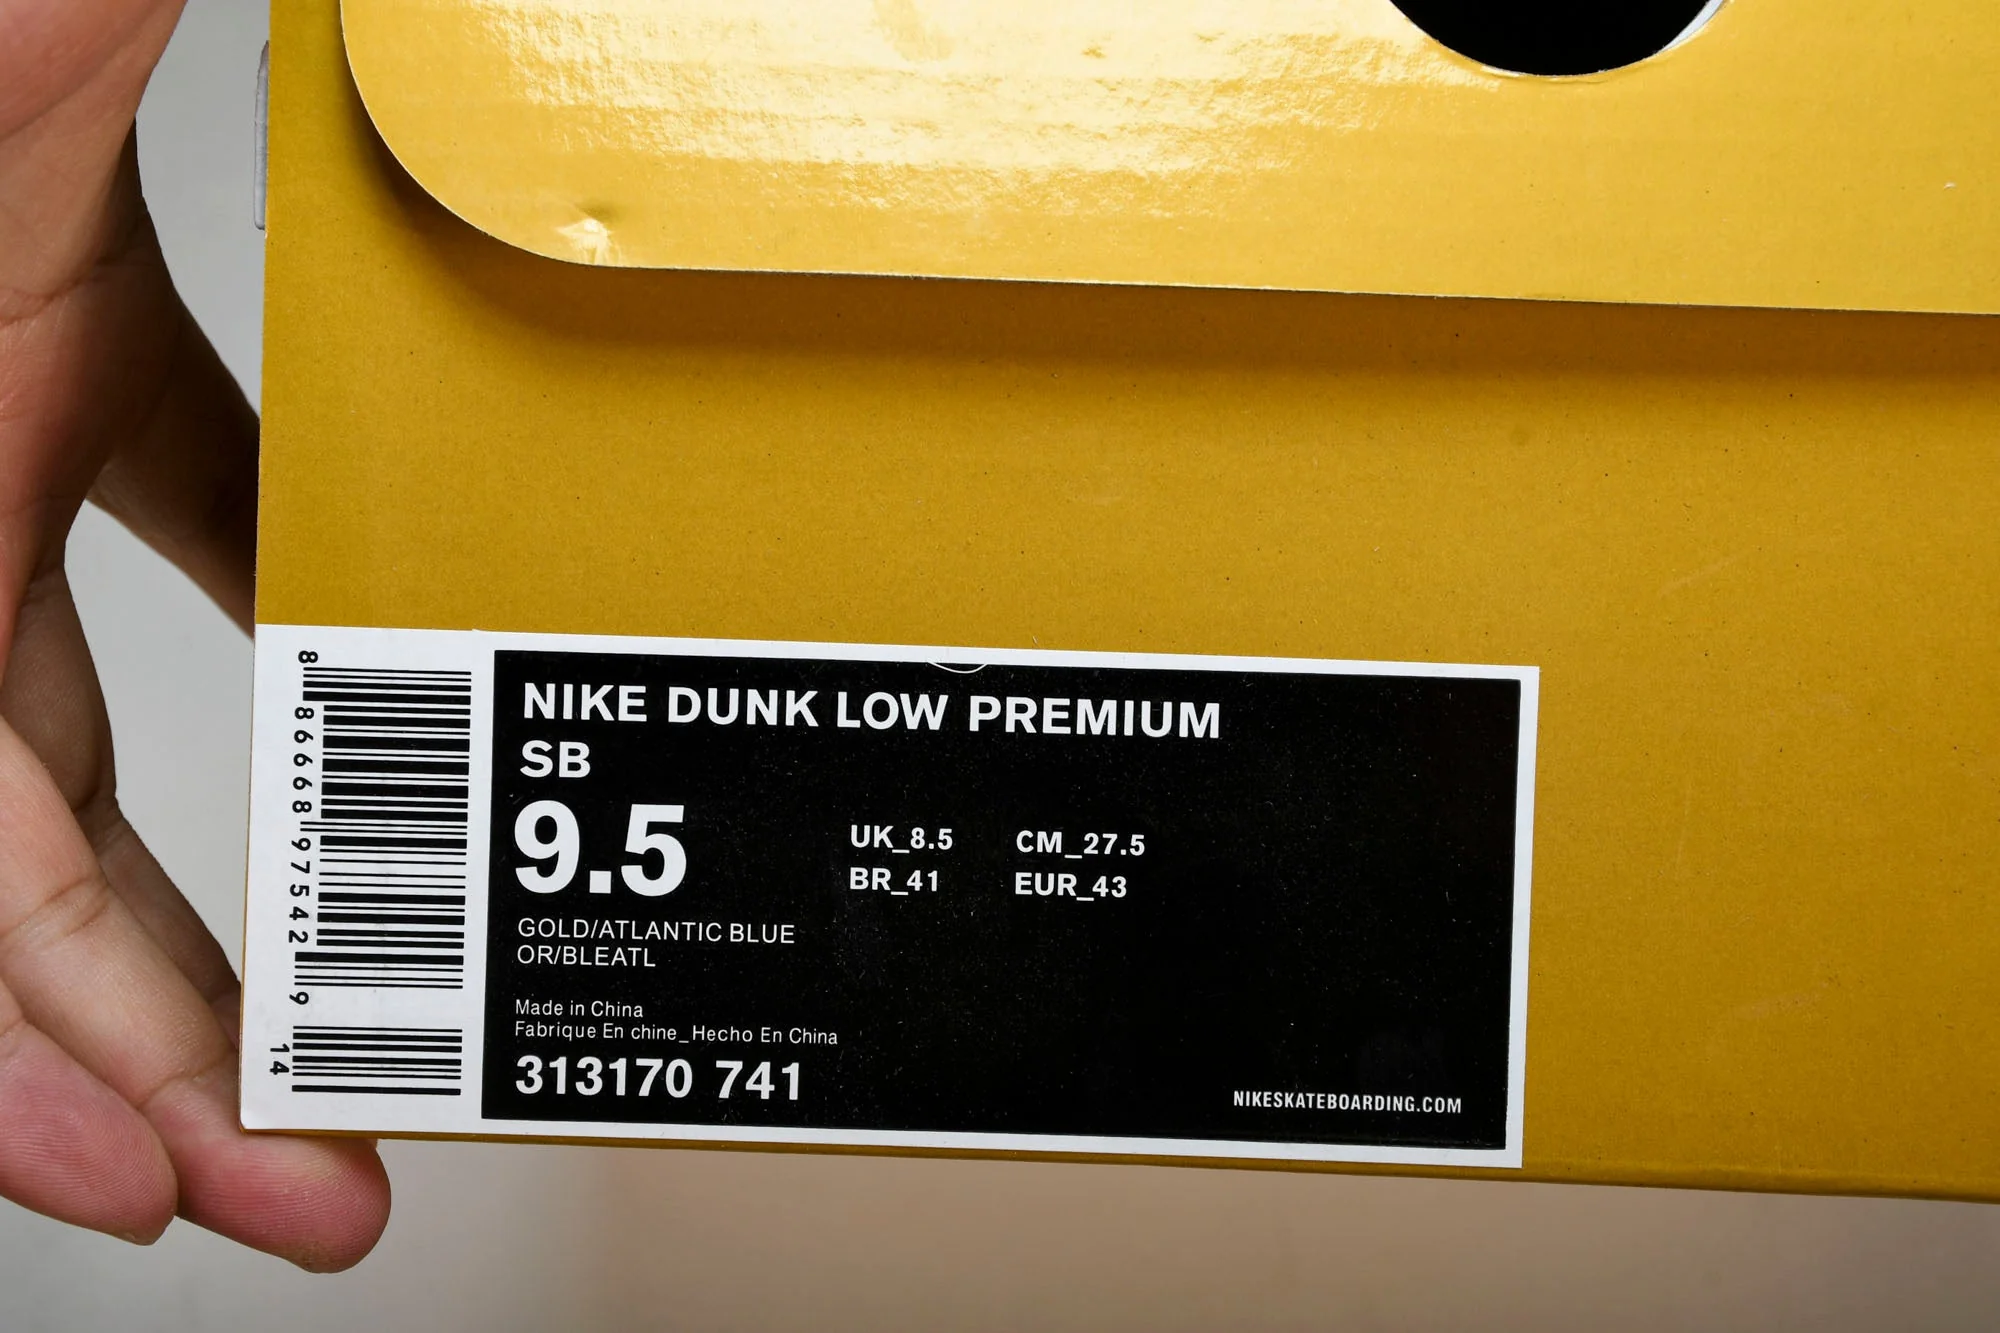 8 86668 97542 9 14
NIKE DUNK LOW PREMIUM
SB
9.5
UK_8.5 CM_27.5
BR_41 EUR_43
GOLD/ATLANTIC BLUE
OR/BLEATL
Made in China
Fabrique En chine_Hecho En China
313170 741
NIKESKATEBOARDING.COM